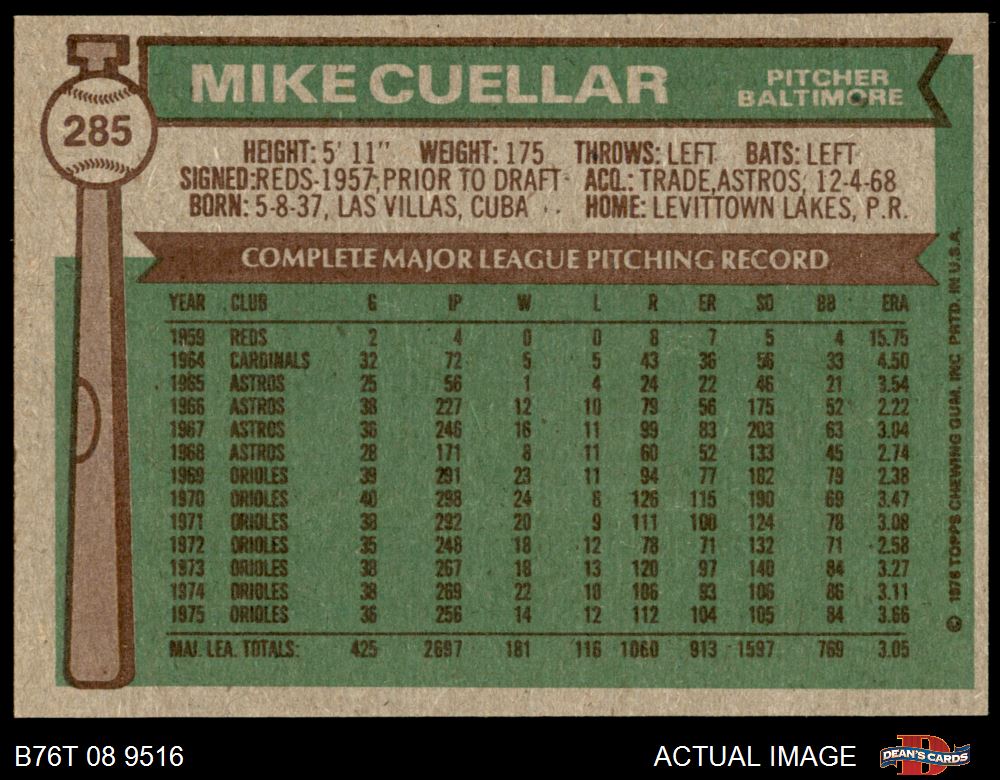 MIKE CUELLAR
PITCHER
BALTIMORE
285
HEIGHT: 5' 11" WEIGHT: 175 THROWS: LEFT BATS: LEFT
SIGNED: REDS-1957, PRIOR TO DRAFT ACQ.: TRADE, ASTROS, 12-4-68
BORN: 5-8-37, LAS VILLAS, CUBA HOME: LEVITTOWN LAKES, P.R.
COMPLETE MAJOR LEAGUE PITCHING RECORD
YEAR CLUB G IP W L R ER SO BB ERA
1959 REDS 2 4 0 0 8 7 5 4 15.75
1964 CARDINALS 32 72 5 5 43 36 56 33 4.50
1965 ASTROS 25 56 1 4 24 22 46 21 3.54
1966 ASTROS 38 227 12 10 79 56 175 52 2.22
1967 ASTROS 36 246 16 11 99 83 203 63 3.04
1968 ASTROS 28 171 8 11 60 52 133 45 2.74
1969 ORIOLES 39 291 23 11 94 77 182 79 2.38
1970 ORIOLES 40 298 24 8 126 115 190 69 3.47
1971 ORIOLES 38 292 20 9 111 100 124 78 3.08
1972 ORIOLES 35 248 18 12 78 71 132 71 2.58
1973 ORIOLES 38 267 18 13 120 97 140 84 3.27
1974 ORIOLES 38 269 22 10 106 93 106 86 3.11
1975 ORIOLES 36 256 14 12 112 104 105 84 3.66
MAJ. LEA. TOTALS: 425 2697 181 116 1060 913 1597 769 3.05
© 1976 TOPPS CHEWING GUM, INC PRTD. IN U.S.A.
B76T 08 9516
ACTUAL IMAGE
D
DEAN'S CARDS